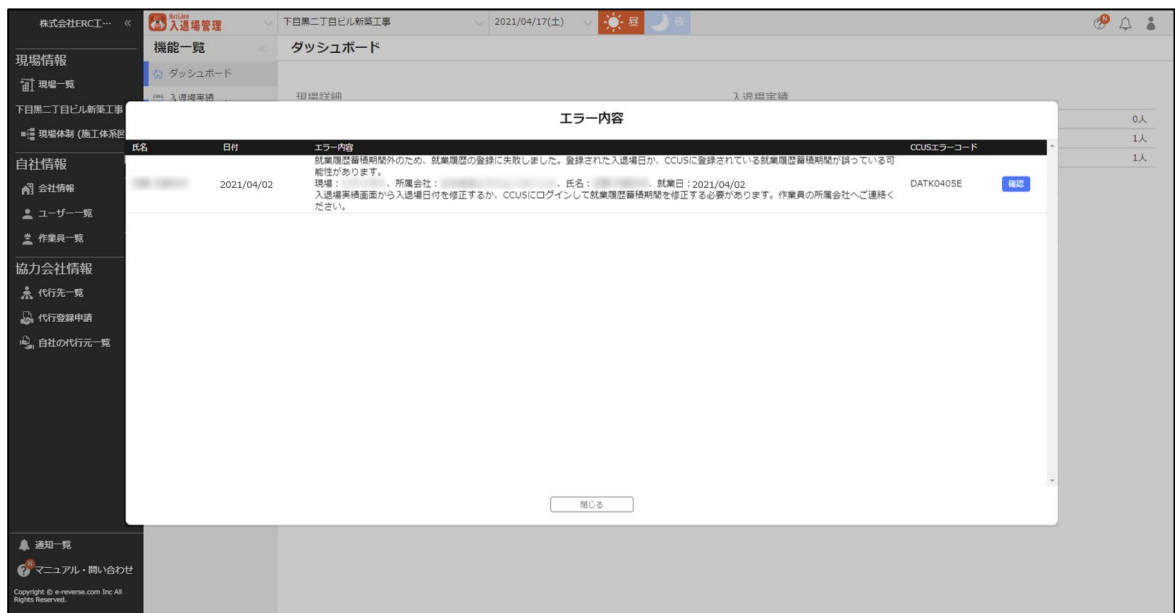 株式会社ERC工… «
Buildee
入退場管理
下目黒二丁目ビル新築工事
2021/04/17(土)
昼
夜
N
現場情報
現場一覧
下目黒二丁目ビル新築工事
現場体制 (施工体系図
自社情報
会社情報
ユーザー一覧
作業員一覧
協力会社情報
代行先一覧
代行登録申請
自社の代行元一覧
通知一覧
N
マニュアル・問い合わせ
Copyright © e-reverse.com Inc All
Rights Reserved.
機能一覧 «
ダッシュボード
入退場実績
ダッシュボード
現場詳細
入退場実績
0人
1人
1人
エラー内容
氏名 日付 エラー内容 CCUSエラーコード
就業履歴蓄積期間外のため、就業履歴の登録に失敗しました。登録された入退場日か、CCUSに登録されている就業履歴蓄積期間が誤っている可
能性があります。
2021/04/02
現場: 、所属会社: 、氏名: 、就業日:2021/04/02
DATK0405E
確認
入退場実績画面から入退場日付を修正するか、CCUSにログインして就業履歴蓄積期間を修正する必要があります。作業員の所属会社へご連絡く
ださい。
閉じる